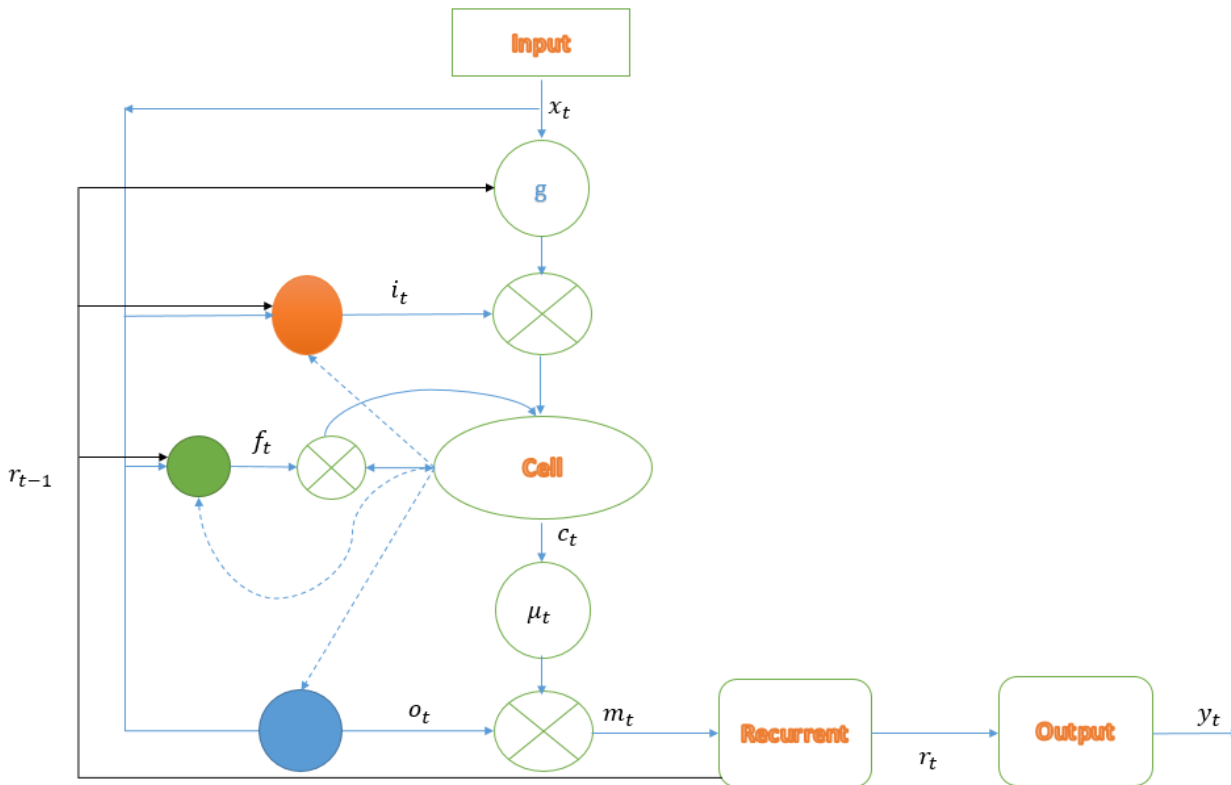 Input
x_t
g
i_t
f_t
Cell
r_{t-1}
c_t
μ_t
o_t
m_t
Recurrent
r_t
Output
y_t